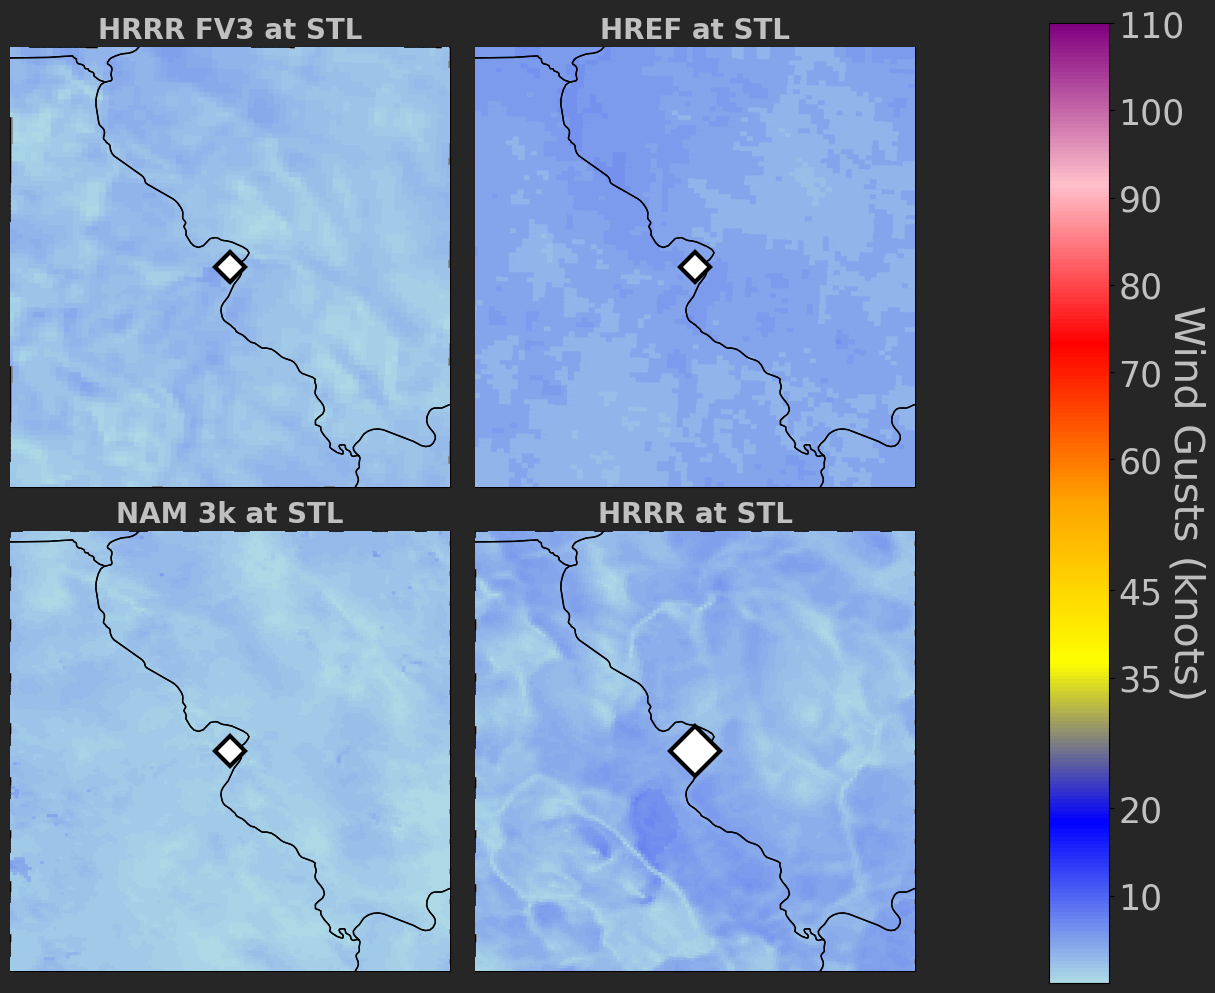 HRRR FV3 at STL
HREF at STL
NAM 3k at STL
HRRR at STL
110
100
90
80
70
60
45
35
20
10
Wind Gusts (knots)